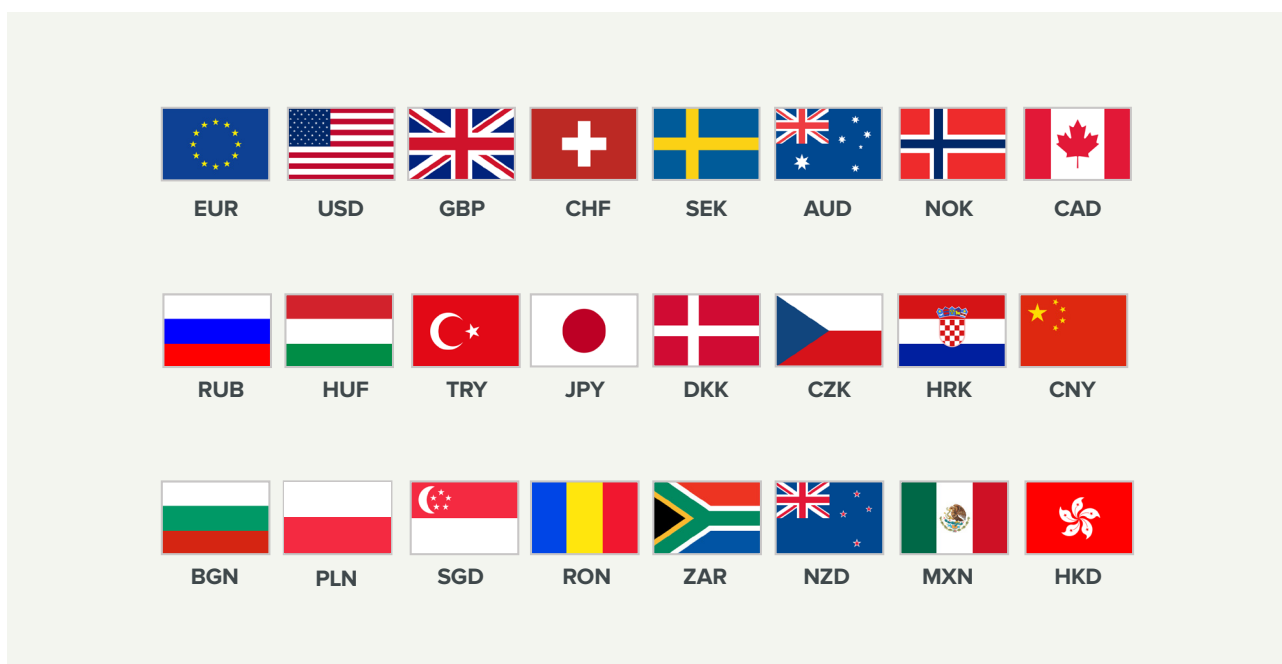 EUR USD GBP CHF SEK AUD NOK CAD
RUB HUF TRY JPY DKK CZK HRK CNY
BGN PLN SGD RON ZAR NZD MXN HKD